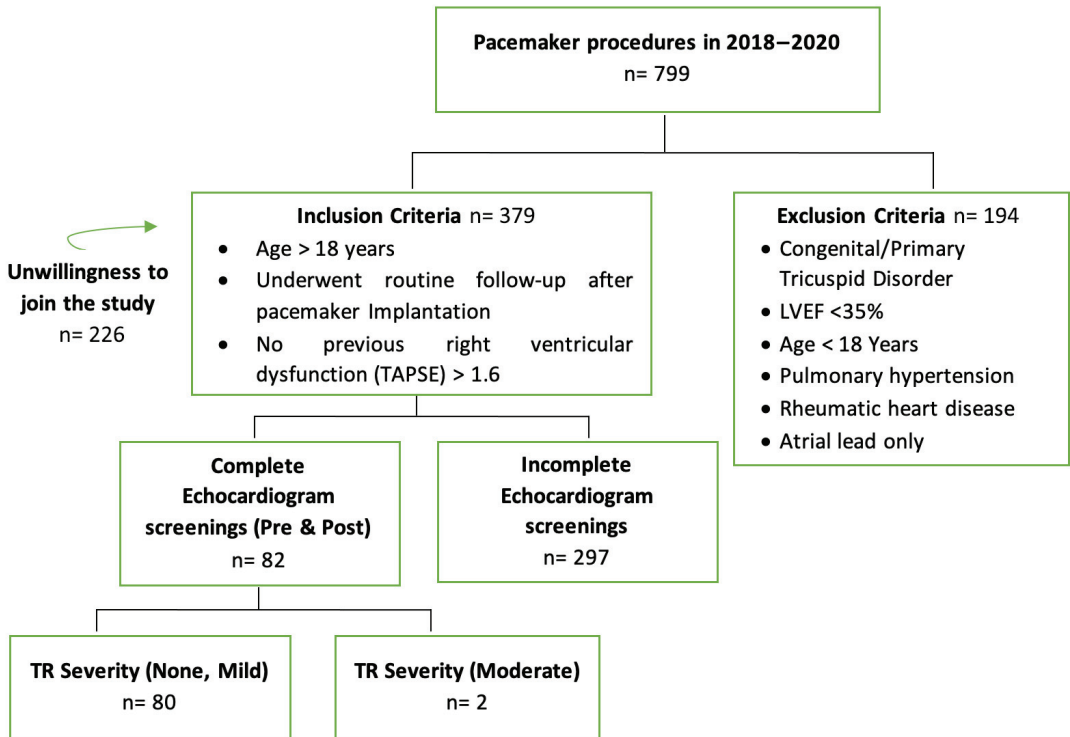 Pacemaker procedures in 2018–2020
n= 799
Inclusion Criteria n= 379
• Age > 18 years
• Underwent routine follow-up after
pacemaker Implantation
• No previous right ventricular
dysfunction (TAPSE) > 1.6
Exclusion Criteria n= 194
• Congenital/Primary
Tricuspid Disorder
• LVEF <35%
• Age < 18 Years
• Pulmonary hypertension
• Rheumatic heart disease
• Atrial lead only
Unwillingness to
join the study
n= 226
Complete
Echocardiogram
screenings (Pre & Post)
n= 82
Incomplete
Echocardiogram
screenings
n= 297
TR Severity (None, Mild)
n= 80
TR Severity (Moderate)
n= 2